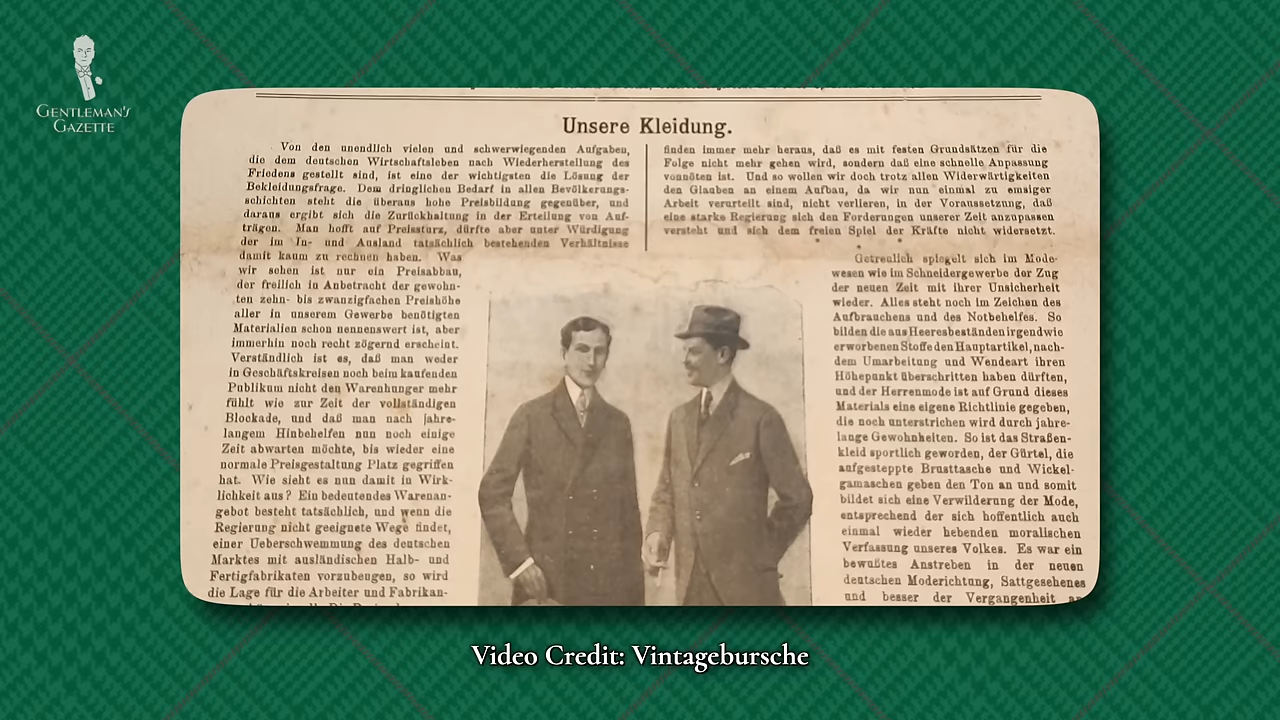 GENTLEMAN'S
GAZETTE
Unsere Kleidung.
Von den unendlich vielen und schwerwiegenden Aufgaben,
die dem deutschen Wirtschaftsleben nach Wiederherstellung des
Friedens gestellt sind, ist eine der wichtigsten die Lösung der
Bekleidungsfrage. Dem dringlichen Bedarf in allen Bevölkerungs-
schichten steht die überaus hohe Preisbildung gegenüber, und
daraus ergibt sich die Zurückhaltung in der Erteilung von Auf-
trägen. Man hofft auf Preissturz, dürfte aber unter Würdigung
der im In- und Ausland tatsächlich bestehenden Verhältnisse
damit kaum zu rechnen haben. Was
wir sehen ist nur ein Preisabbau,
der freilich in Anbetracht der gewohn-
ten zehn- bis zwanzigfachen Preishöhe
aller in unserem Gewerbe benötigten
Materialien schon nennenswert ist, aber
immerhin noch recht zögernd erscheint.
Verständlich ist es, daß man weder
in Geschäftskreisen noch beim kaufenden
Publikum nicht den Warenhunger mehr
fühlt wie zur Zeit der vollständigen
Blockade, und daß man nach jahre-
langem Hinbehelfen nun noch einige
Zeit abwarten möchte, bis wieder eine
normale Preisgestaltung Platz gegriffen
hat. Wie sieht es nun damit in Wirk-
lichkeit aus? Ein bedeutendes Warenan-
gebot besteht tatsächlich, und wenn die
Regierung nicht geeignete Wege findet,
einer Ueberschwemmung des deutschen
Marktes mit ausländischen Halb- und
Fertigfabrikaten vorzubeugen, so wird
die Lage für die Arbeiter und Fabrikan-
finden immer mehr heraus, daß es mit festen Grundsätzen für die
Folge nicht mehr gehen wird, sondern daß eine schnelle Anpassung
vonnöten ist. Und so wollen wir doch trotz allen Widerwärtigkeiten
den Glauben an einem Aufbau, da wir nun einmal zu emsiger
Arbeit verurteilt sind, nicht verlieren, in der Voraussetzung, daß
eine starke Regierung sich den Forderungen unserer Zeit anzupassen
versteht und sich dem freien Spiel der Kräfte nicht widersetzt.
Getreulich spiegelt sich im Mode-
wesen wie im Schneidergewerbe der Zug
der neuen Zeit mit ihrer Unsicherheit
wieder. Alles steht noch im Zeichen des
Aufbrauchens und des Notbehelfes. So
bilden die aus Heeresbeständen irgendwie
erworbenen Stoffe den Hauptartikel, nach-
dem Umarbeitung und Wendeart ihren
Höhepunkt überschritten haben dürften,
und der Herrenmode ist auf Grund dieses
Materials eine eigene Richtlinie gegeben,
die noch unterstrichen wird durch jahre-
lange Gewohnheiten. So ist das Straßen-
kleid sportlich geworden, der Gürtel, die
aufgesteppte Brusttasche und Wickel-
gamaschen geben den Ton an und somit
bildet sich eine Verwilderung der Mode,
entsprechend der sich hoffentlich auch
einmal wieder hebenden moralischen
Verfassung unseres Volkes. Es war ein
bewußtes Anstreben in der neuen
deutschen Moderichtung, Sattgesehenes
und besser der Vergangenheit
Video Credit: Vintagebursche